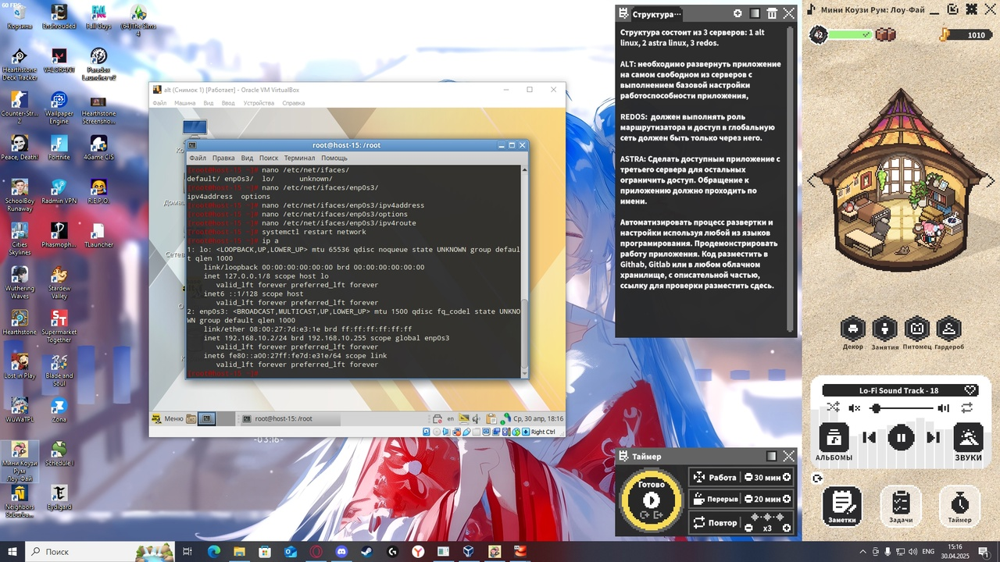 60 FPS
Корзина
Enshrouded
Fall Guys
(64)The Sims 4
Hearthstone Deck Tracker
VALORANT
Paradox Launcher v2
Counter-Str... 2
Wallpaper Engine
Hearthstone Screensho...
Peace, Death!
Fortnite
4Game CIS
SchoolBoy Runaway
Radmin VPN
R.E.P.O.
Cities Skylines
Phasmoph...
TLauncher
Wuthering Waves
Stardew Valley
Hearthstone
Supermarket Together
Lost in Play
Blade and Soul
WuWaTPL
Zona
Мини Коузи Рум Лоу-Фай
Schedule I
Neighbors
Eydigard
alt (Снимок 1) [Работает] - Oracle VM VirtualBox
Файл Машина Вид Ввод Устройства Справка
root@host-15: /root
Файл Правка Вид Поиск Терминал Помощь
[root@host-15 ~]# nano /etc/net/ifaces/
default/ enp0s3/ lo/ unknown/
[root@host-15 ~]# nano /etc/net/ifaces/enp0s3/
ipv4address options
[root@host-15 ~]# nano /etc/net/ifaces/enp0s3/ipv4address
[root@host-15 ~]# nano /etc/net/ifaces/enp0s3/options
[root@host-15 ~]# nano /etc/net/ifaces/enp0s3/ipv4route
[root@host-15 ~]# systemctl restart network
[root@host-15 ~]# ip a
1: lo: <LOOPBACK,UP,LOWER_UP> mtu 65536 qdisc noqueue state UNKNOWN group defaul
t qlen 1000
link/loopback 00:00:00:00:00:00 brd 00:00:00:00:00:00
inet 127.0.0.1/8 scope host lo
valid_lft forever preferred_lft forever
inet6 ::1/128 scope host
valid_lft forever preferred_lft forever
2: enp0s3: <BROADCAST,MULTICAST,UP,LOWER_UP> mtu 1500 qdisc fq_codel state UNKNO
WN group default qlen 1000
link/ether 08:00:27:7d:e3:1e brd ff:ff:ff:ff:ff:ff
inet 192.168.10.2/24 brd 192.168.10.255 scope global enp0s3
valid_lft forever preferred_lft forever
inet6 fe80::a00:27ff:fe7d:e31e/64 scope link
valid_lft forever preferred_lft forever
[root@host-15 ~]#
Меню
root@host-15: /root
en
Ср, 30 апр, 18:16
Right Ctrl
-03:16-
Структура...
Структура состоит из 3 серверов: 1 alt
linux, 2 astra linux, 3 redos.
ALT: необходимо развернуть приложение
на самом свободном из серверов с
выполнением базовой настройки
работоспособности приложения,
REDOS: должен выполнять роль
маршрутизатора и доступ в глобальную
сеть должен быть только через него.
ASTRA: Сделать доступным приложение с
третьего сервера для остальных
ограничить доступ. Обращение к
приложению должно проходить по
имени.
Автоматизировать процесс развертки и
настройки используя любой из языков
програмирования. Продемонстрировать
работу приложения. Код разместить в
Githab, Gitlab или в любом облачном
хранилище, с описательной частью,
ссылку для проверки разместить сдесь.
Таймер
Готово
Работа
30 мин
Перерыв
20 мин
Повтор
x3
Мини Коузи Рум: Лоу-Фай
42
1010
Декор
Занятия
Питомец
Гардероб
Lo-Fi Sound Track - 18
АЛЬБОМЫ
ЗВУКИ
Заметки
Задачи
Таймер
Поиск
ENG
15:16
30.04.2025